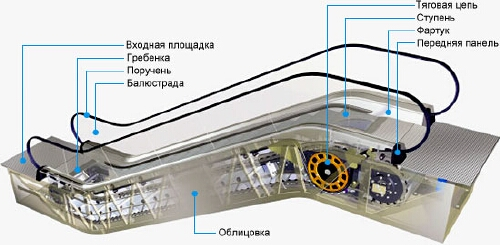 Тяговая цепь
Ступень
Фартук
Передняя панель
Входная площадка
Гребенка
Поручень
Балюстрада
Облицовка